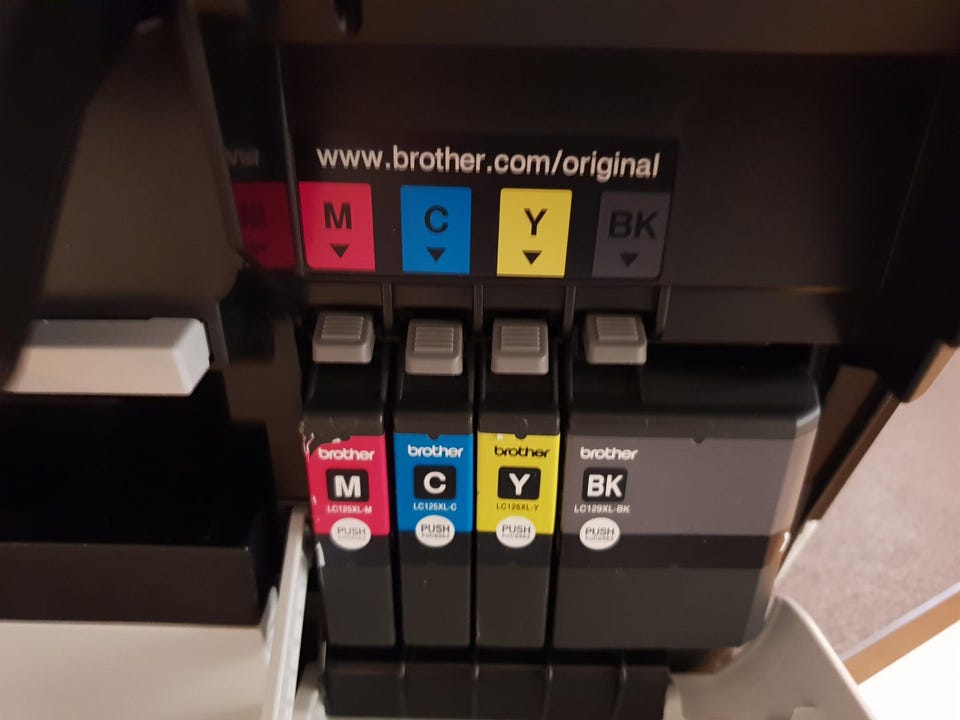 www.brother.com/original
M C Y BK
brother brother brother brother
M C Y BK
LC125XL-M LC125XL-C LC125XL-Y LC129XL-BK
PUSH PUSH PUSH PUSH